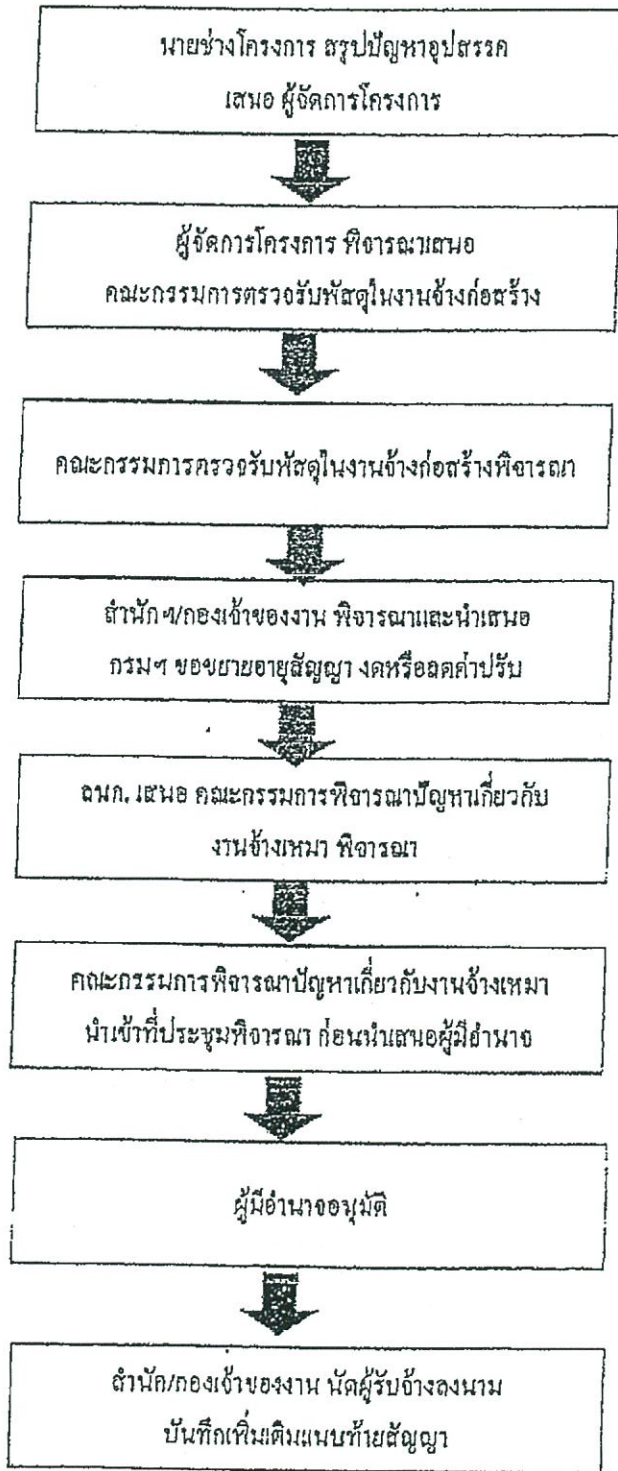 นายช่างโครงการ สรุปปัญหาอุปสรรค
เสนอ ผู้จัดการโครงการ
ผู้จัดการโครงการ พิจารณาเสนอ
คณะกรรมการตรวจรับพัสดุในงานจ้างก่อสร้าง
คณะกรรมการตรวจรับพัสดุในงานจ้างก่อสร้างพิจารณา
สำนักฯ/กองเจ้าของงาน พิจารณาและนำเสนอ
กรมฯ ขอขยายอายุสัญญา งดหรือลดค่าปรับ
ลนก. เสนอ คณะกรรมการพิจารณาปัญหาเกี่ยวกับ
งานจ้างเหมา พิจารณา
คณะกรรมการพิจารณาปัญหาเกี่ยวกับงานจ้างเหมา
นำเข้าที่ประชุมพิจารณา ก่อนนำเสนอผู้มีอำนาจ
ผู้มีอำนาจอนุมัติ
สำนัก/กองเจ้าของงาน นัดผู้รับจ้างลงนาม
บันทึกเพิ่มเติมแนบท้ายสัญญา